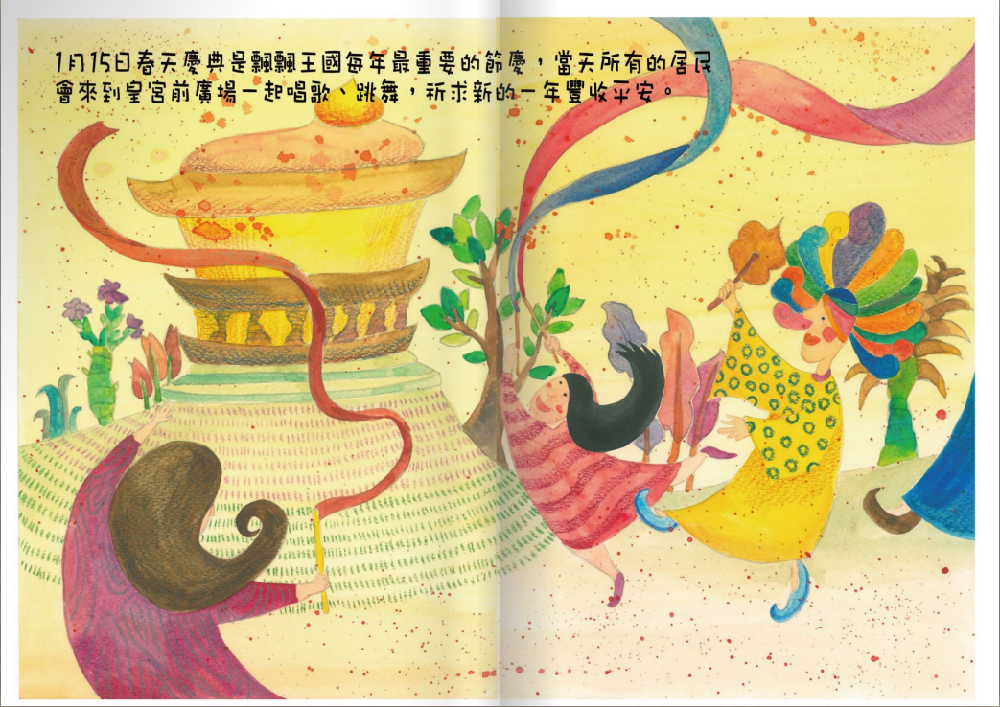 1月15日春天慶典是飄飄王國每年最重要的節慶，當天所有的居民
會來到皇宮前廣場一起唱歌、跳舞，祈求新的一年豐收平安。